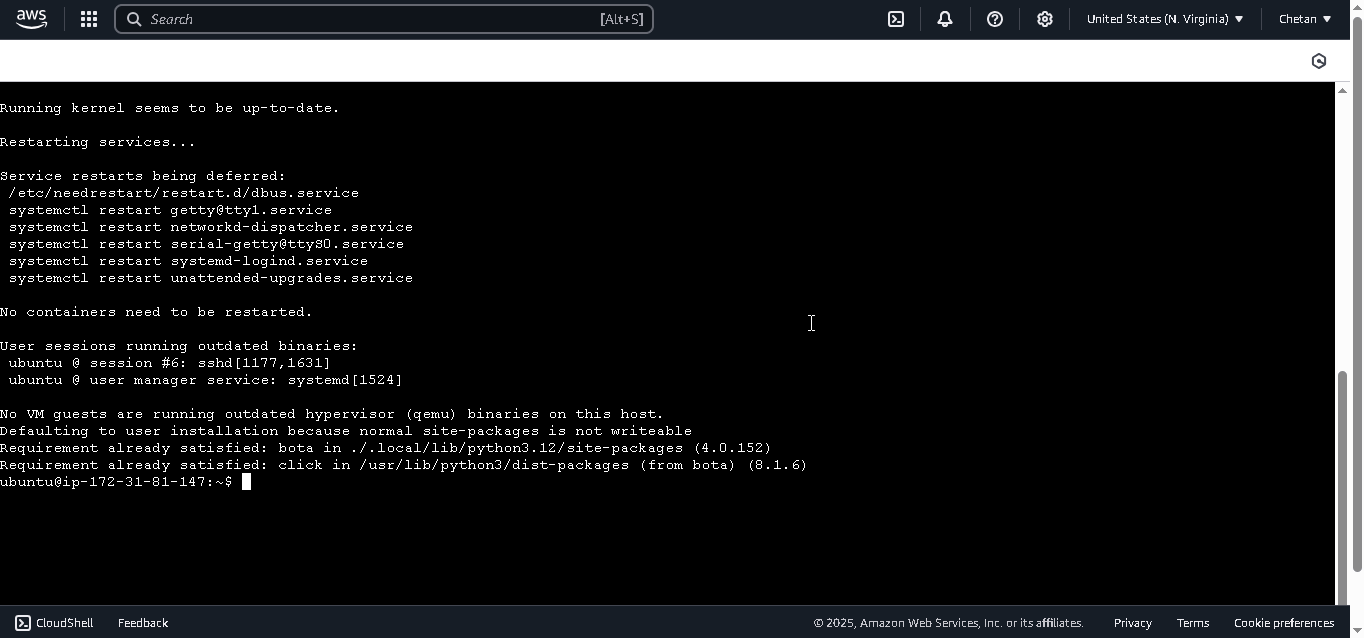 aws
Search [Alt+S] United States (N. Virginia) Chetan
Running kernel seems to be up-to-date.
Restarting services...
Service restarts being deferred:
/etc/needrestart/restart.d/dbus.service
systemctl restart getty@tty1.service
systemctl restart networkd-dispatcher.service
systemctl restart serial-getty@ttyS0.service
systemctl restart systemd-logind.service
systemctl restart unattended-upgrades.service
No containers need to be restarted.
User sessions running outdated binaries:
ubuntu @ session #6: sshd[1177,1631]
ubuntu @ user manager service: systemd[1524]
No VM guests are running outdated hypervisor (qemu) binaries on this host.
Defaulting to user installation because normal site-packages is not writeable
Requirement already satisfied: bota in ./.local/lib/python3.12/site-packages (4.0.152)
Requirement already satisfied: click in /usr/lib/python3/dist-packages (from bota) (8.1.6)
ubuntu@ip-172-31-81-147:~$
CloudShell Feedback © 2025, Amazon Web Services, Inc. or its affiliates. Privacy Terms Cookie preferences